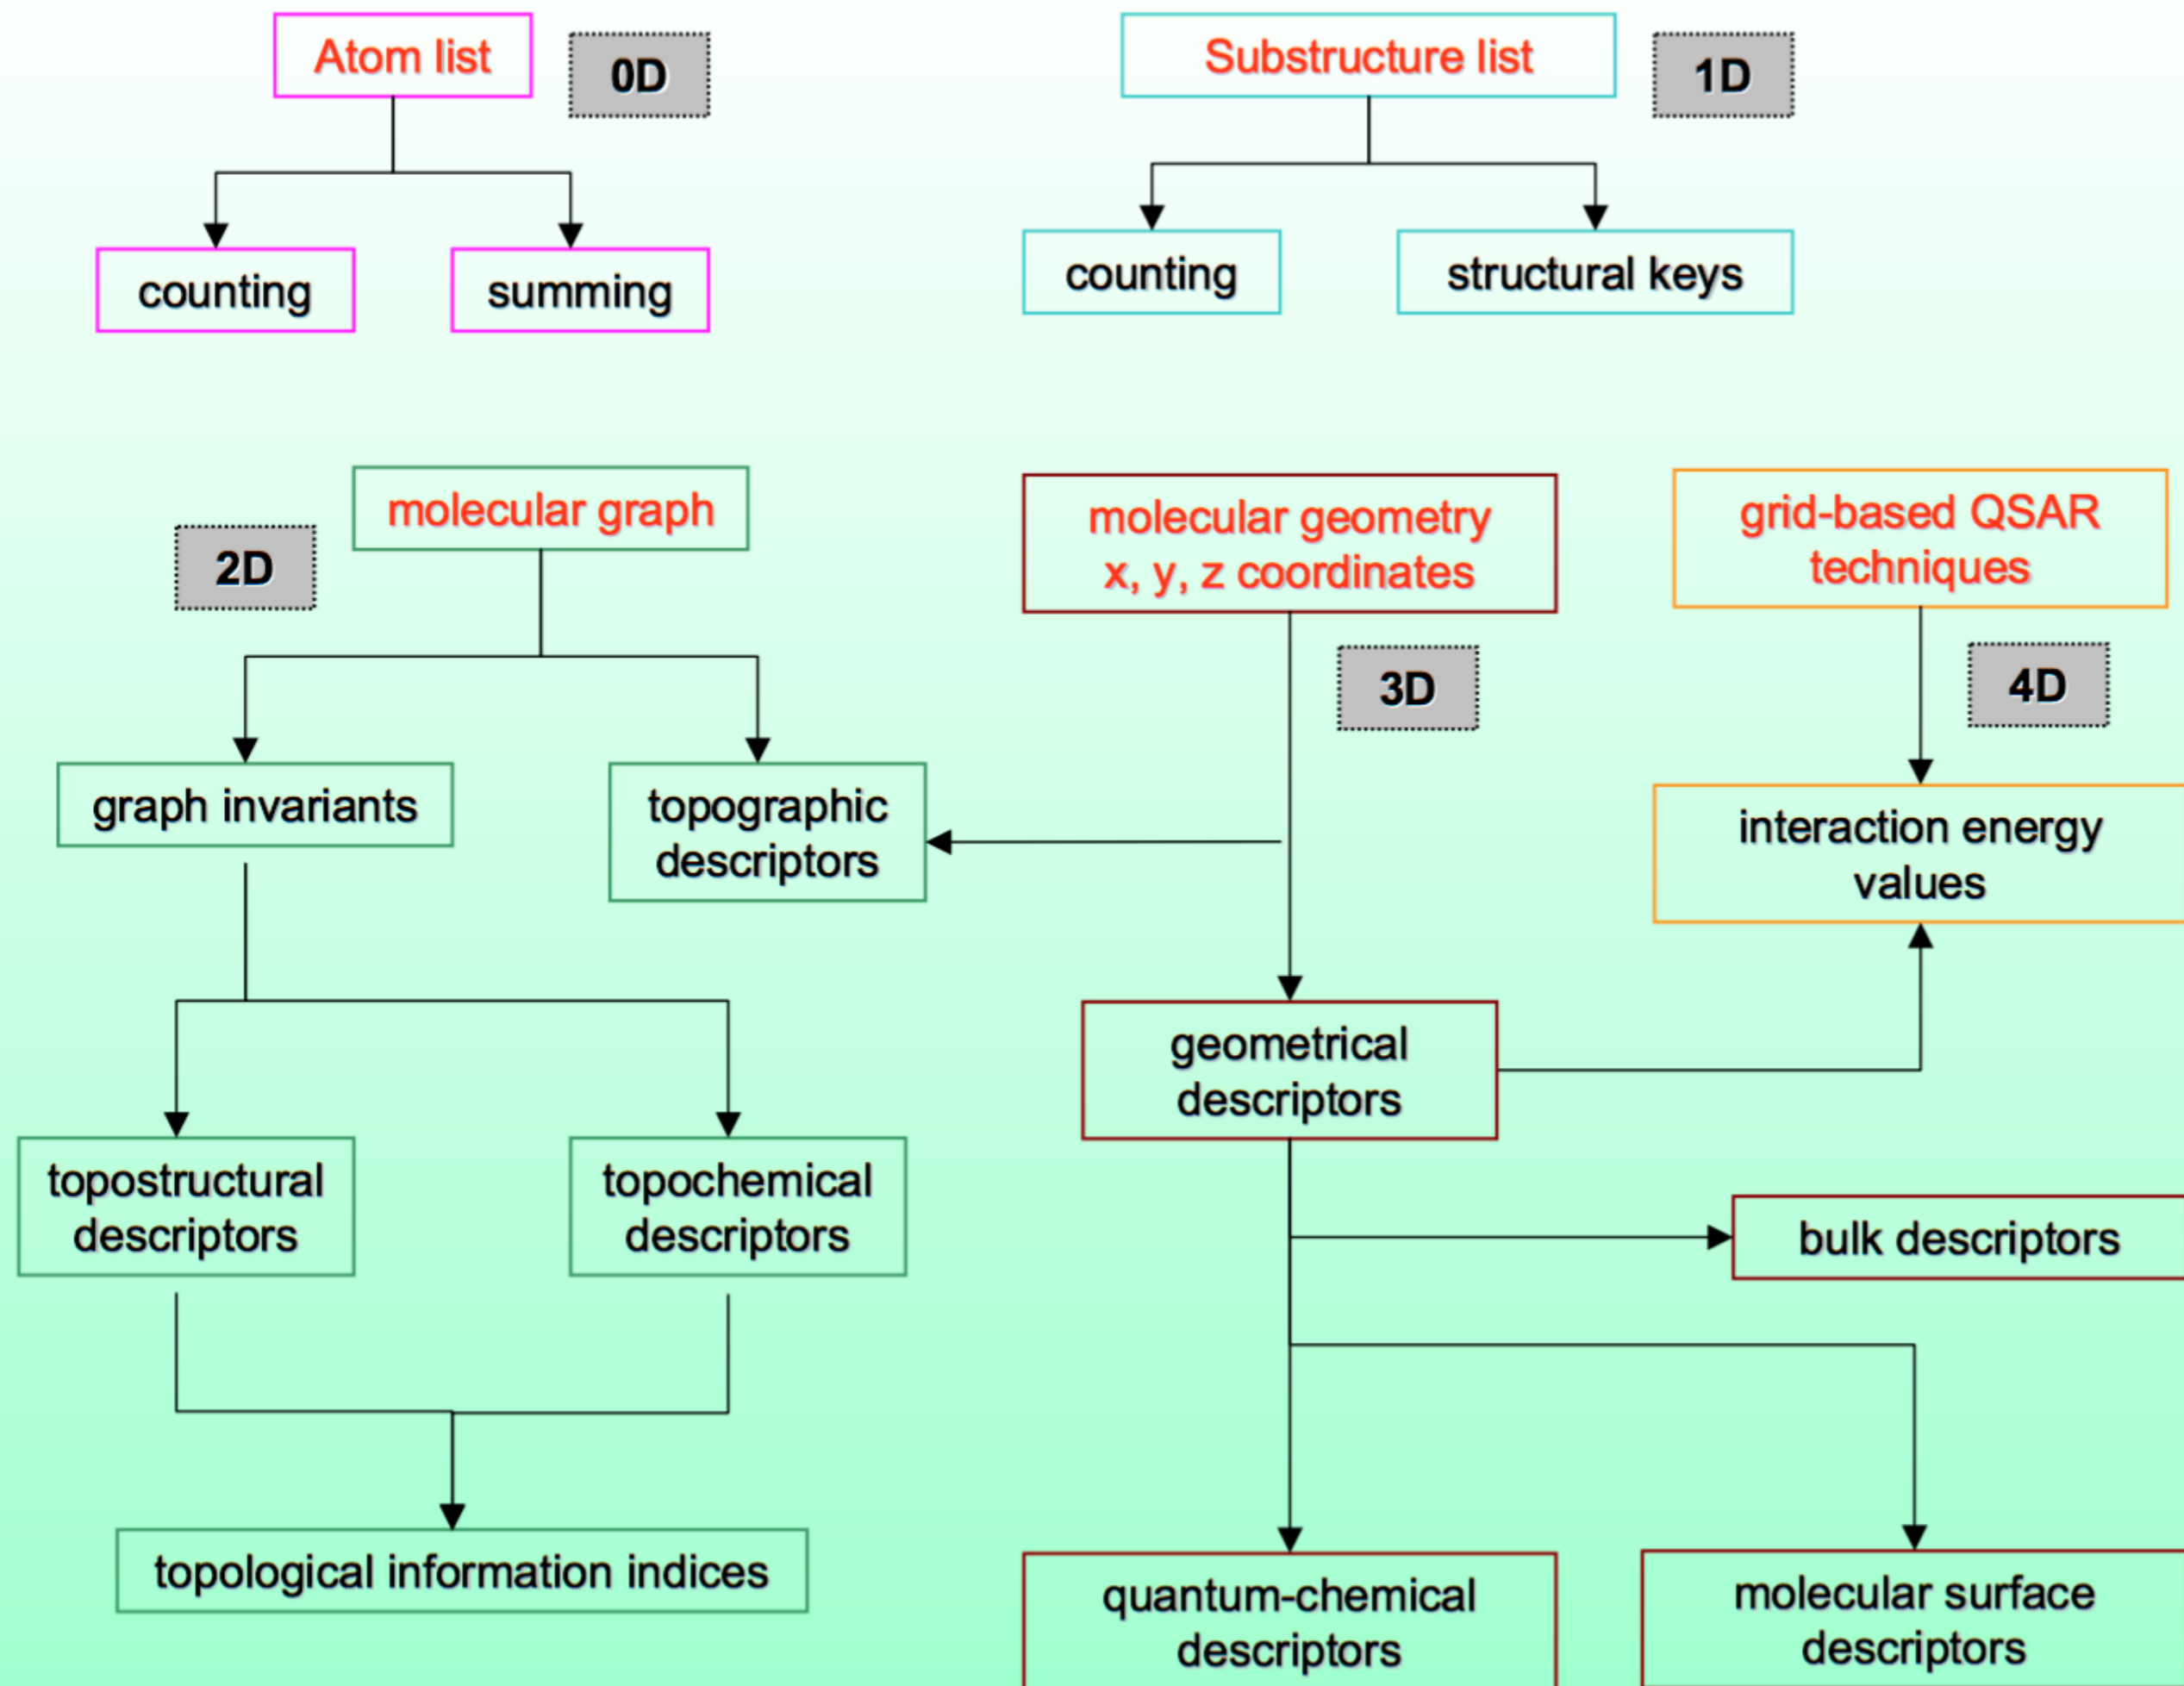 Atom list
0D
Substructure list
1D
counting
summing
counting
structural keys
molecular graph
2D
molecular geometry
x, y, z coordinates
grid-based QSAR
techniques
3D
4D
graph invariants
topographic
descriptors
interaction energy
values
geometrical
descriptors
topostructural
descriptors
topochemical
descriptors
bulk descriptors
topological information indices
quantum-chemical
descriptors
molecular surface
descriptors